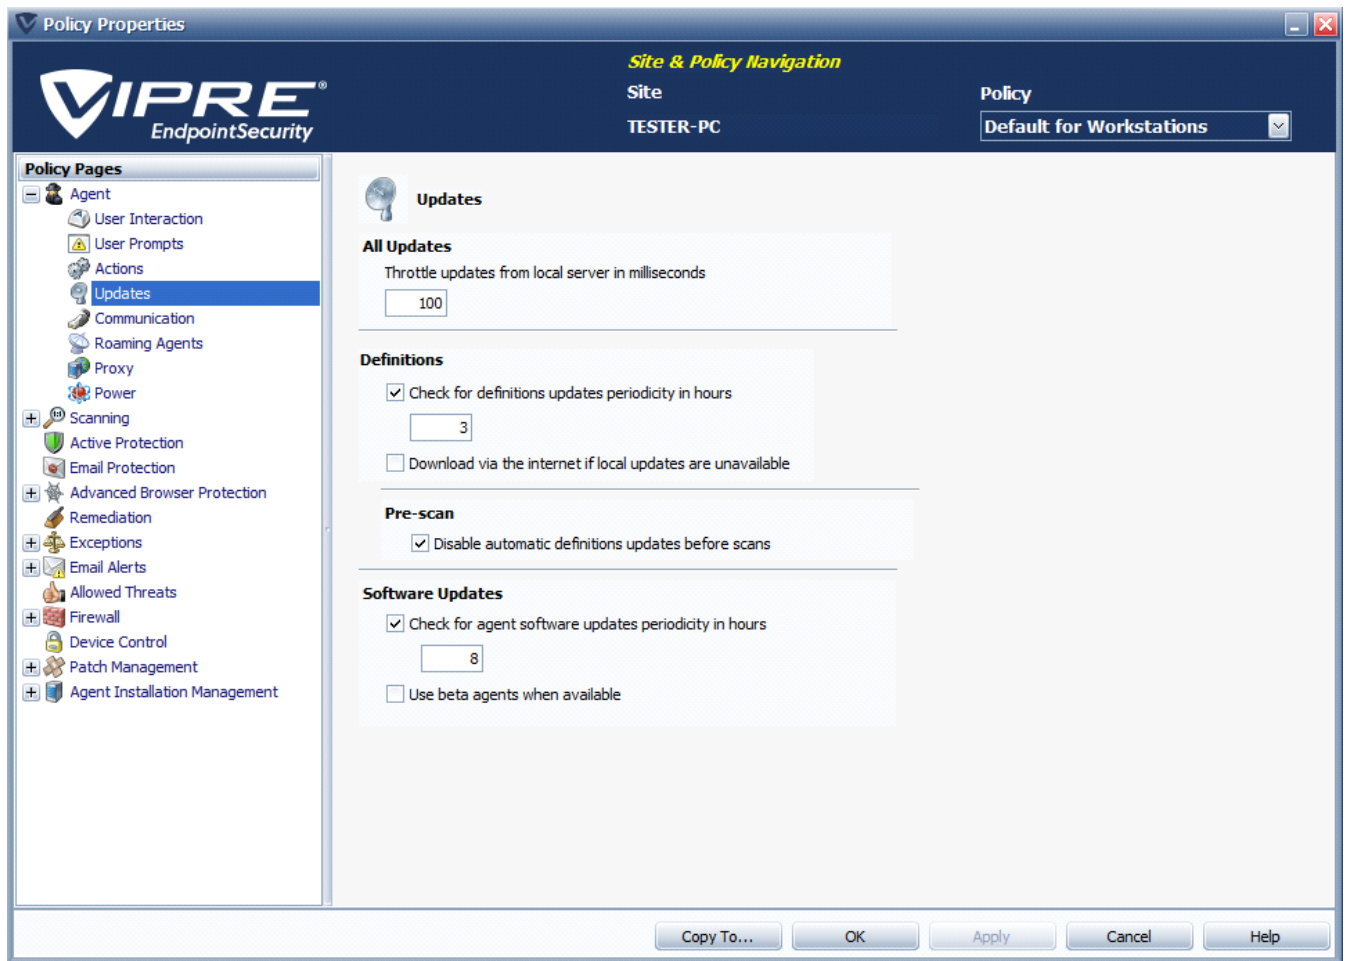 Policy Properties
VIPRE®
EndpointSecurity
Site & Policy Navigation
Site
Policy
TESTER-PC
Default for Workstations
Policy Pages
Agent
User Interaction
User Prompts
Actions
Updates
Communication
Roaming Agents
Proxy
Power
Scanning
Active Protection
Email Protection
Advanced Browser Protection
Remediation
Exceptions
Email Alerts
Allowed Threats
Firewall
Device Control
Patch Management
Agent Installation Management
Updates
All Updates
Throttle updates from local server in milliseconds
100
Definitions
Check for definitions updates periodicity in hours
3
Download via the internet if local updates are unavailable
Pre-scan
Disable automatic definitions updates before scans
Software Updates
Check for agent software updates periodicity in hours
8
Use beta agents when available
Copy To...
OK
Apply
Cancel
Help